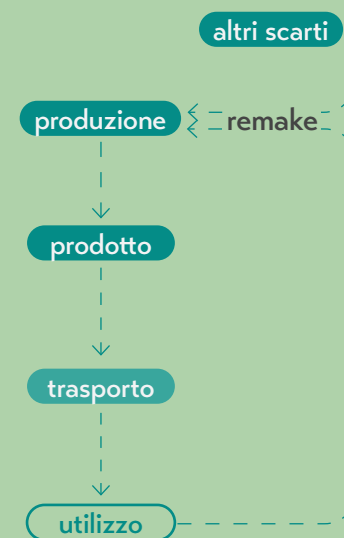 altri scarti
produzione
remake
prodotto
trasporto
utilizzo